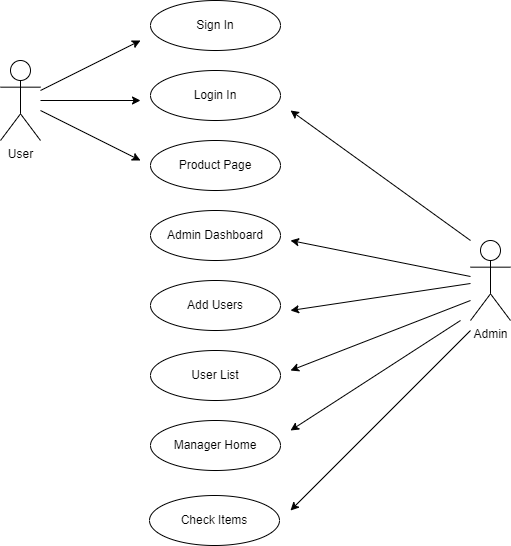 Sign In
Login In
User
Product Page
Admin Dashboard
Add Users
Admin
User List
Manager Home
Check Items